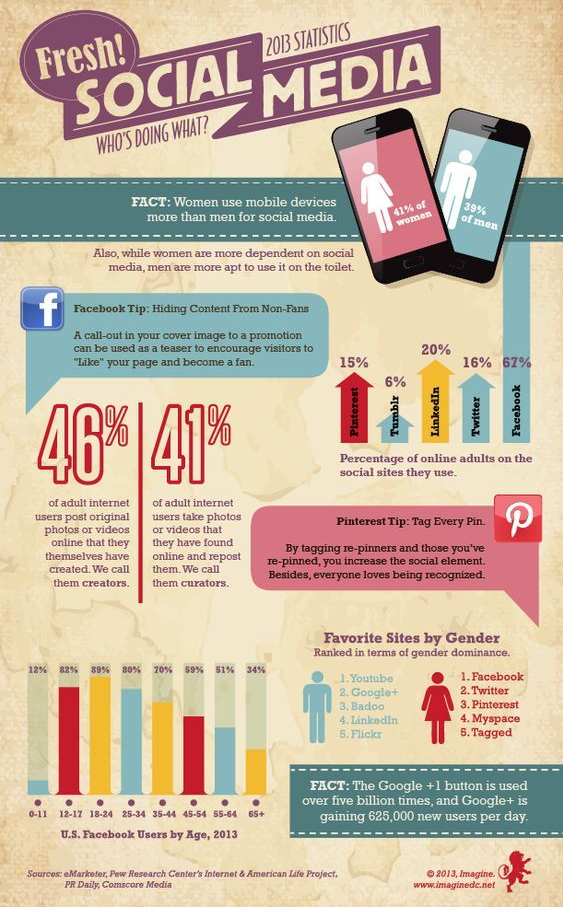 Fresh!
2013 STATISTICS
SOCIAL MEDIA
WHO'S DOING WHAT?
FACT: Women use mobile devices
more than men for social media.
41% of
women
39%
of men
Also, while women are more dependent on social
media, men are more apt to use it on the toilet.
f
Facebook Tip: Hiding Content From Non-Fans
A call-out in your cover image to a promotion
can be used as a teaser to encourage visitors to
"Like" your page and become a fan.
15%
6%
20%
16%
67%
Pinterest
Tumblr
LinkedIn
Twitter
Facebook
Percentage of online adults on the
social sites they use.
46%
of adult internet
users post original
photos or videos
online that they
themselves have
created. We call
them creators.
41%
of adult internet
users take photos
or videos that
they have found
online and repost
them. We call
them curators.
Pinterest Tip: Tag Every Pin.
By tagging re-pinners and those you've
re-pinned, you increase the social element.
Besides, everyone loves being recognized.
Favorite Sites by Gender
Ranked in terms of gender dominance.
1. Youtube
2. Google+
3. Badoo
4. LinkedIn
5. Flickr
1. Facebook
2. Twitter
3. Pinterest
4. Myspace
5. Tagged
12% 82% 89% 80% 70% 59% 51% 34%
0-11 12-17 18-24 25-34 35-44 45-54 55-64 65+
U.S. Facebook Users by Age, 2013
FACT: The Google +1 button is used
over five billion times, and Google+ is
gaining 625,000 new users per day.
Sources: eMarketer, Pew Research Center's Internet & American Life Project,
PR Daily, Comscore Media
© 2013, Imagine.
www.imaginedc.net